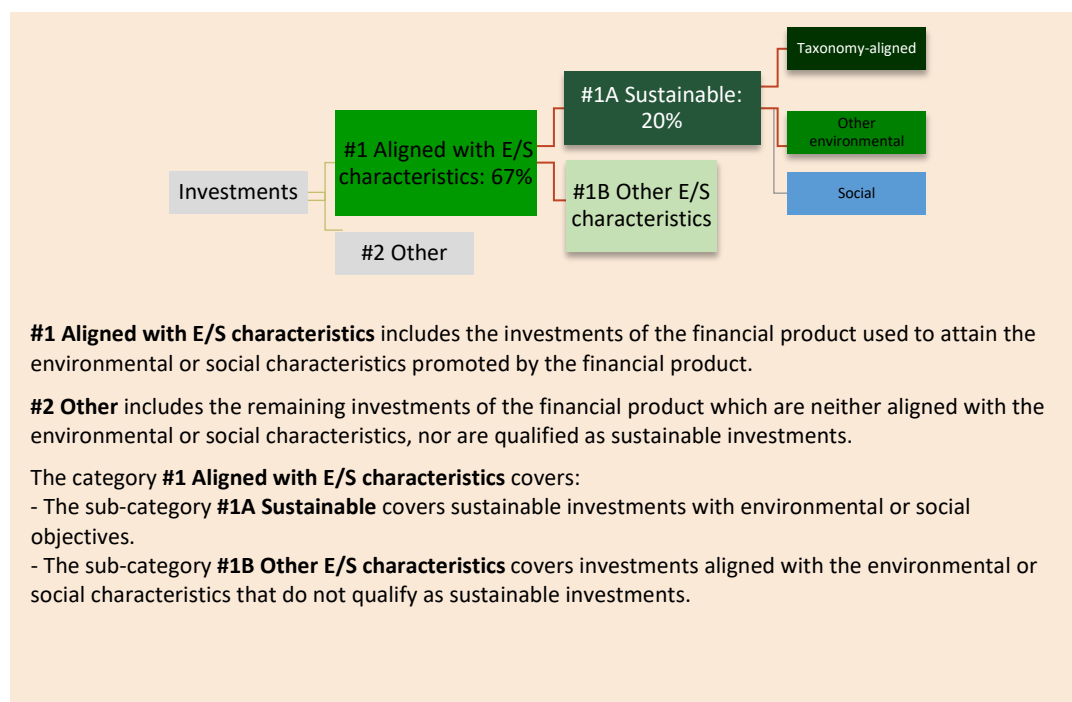 Taxonomy-aligned
#1A Sustainable:
20%
Other
environmental
#1 Aligned with E/S
characteristics: 67%
Investments
#1B Other E/S
characteristics
Social
#2 Other
#1 Aligned with E/S characteristics includes the investments of the financial product used to attain the
environmental or social characteristics promoted by the financial product.
#2 Other includes the remaining investments of the financial product which are neither aligned with the
environmental or social characteristics, nor are qualified as sustainable investments.
The category #1 Aligned with E/S characteristics covers:
- The sub-category #1A Sustainable covers sustainable investments with environmental or social
objectives.
- The sub-category #1B Other E/S characteristics covers investments aligned with the environmental or
social characteristics that do not qualify as sustainable investments.